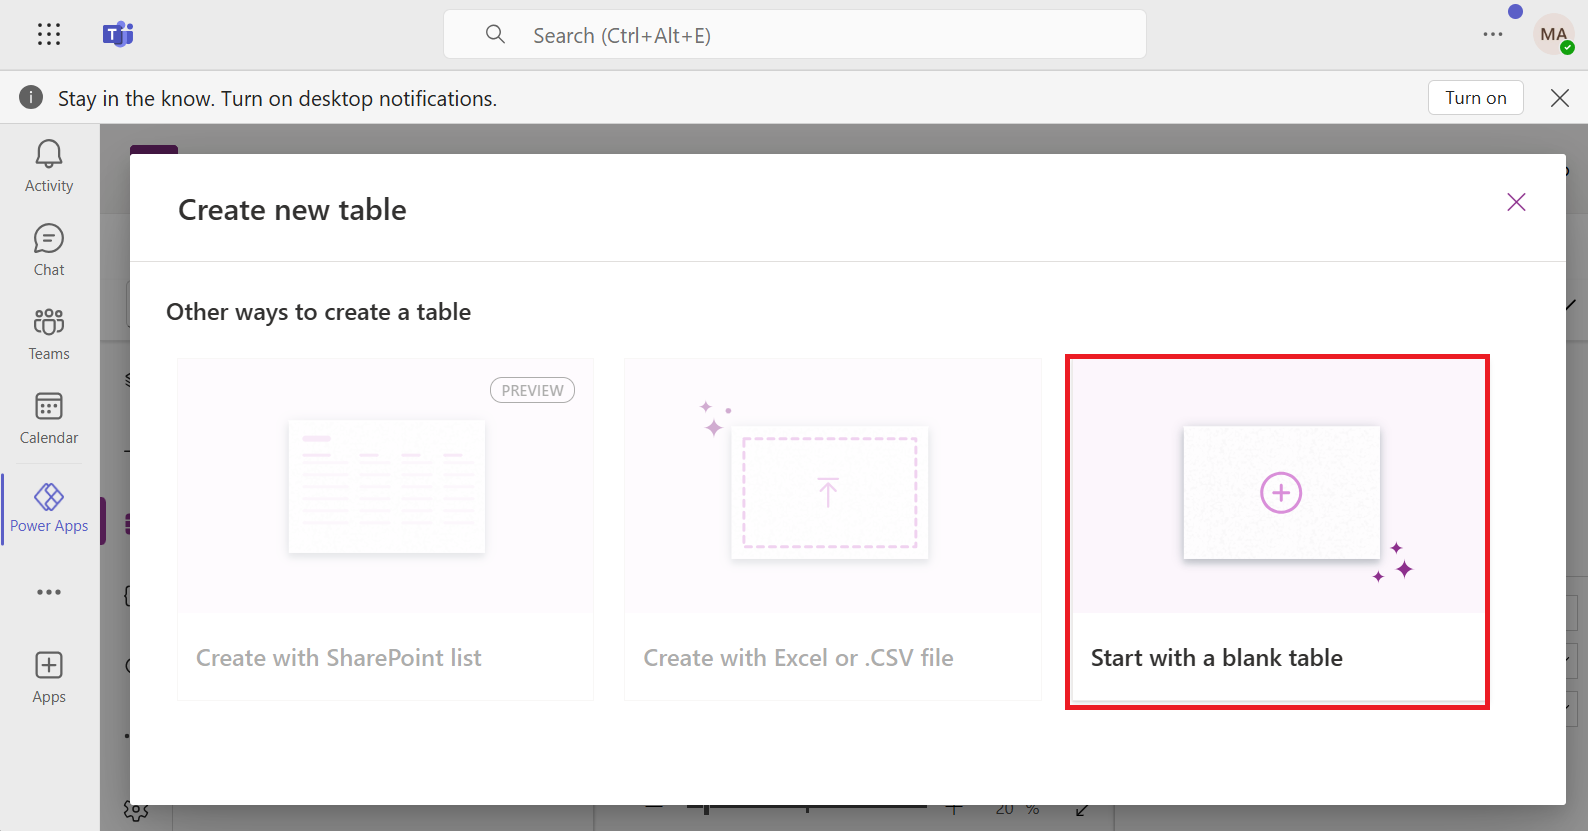 T
Search (Ctrl+Alt+E)
MA
Stay in the know. Turn on desktop notifications.
Turn on
Activity
Chat
Teams
Calendar
Power Apps
Apps
Create new table
Other ways to create a table
PREVIEW
Create with SharePoint list
Create with Excel or .CSV file
Start with a blank table
20 %